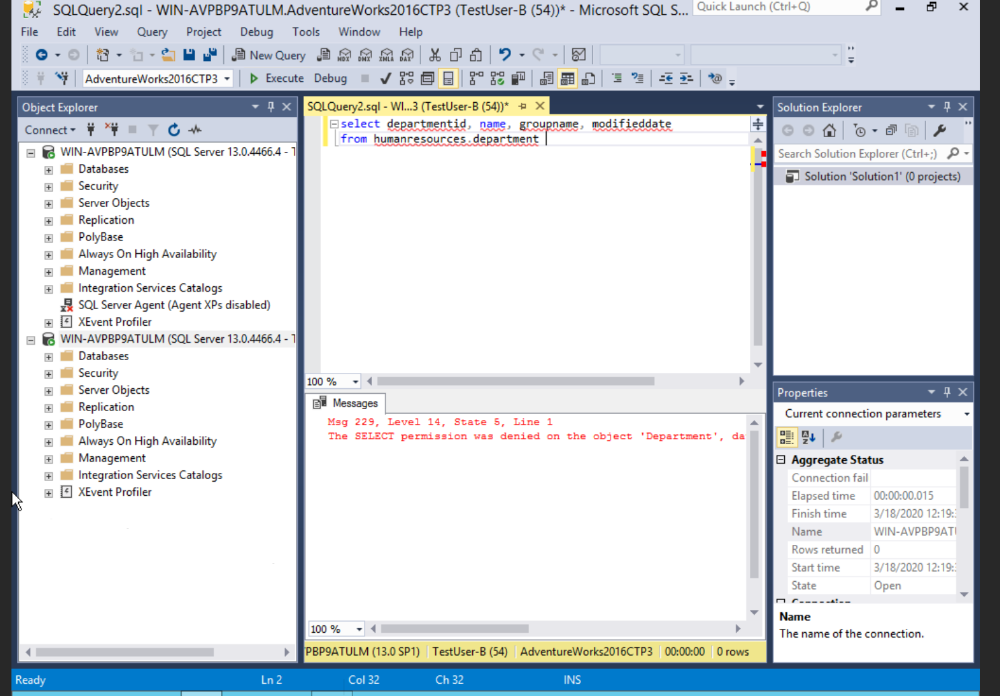 SQLQuery2.sql - WIN-AVPBP9ATULM.AdventureWorks2016CTP3 (TestUser-B (54))* - Microsoft SQL S...
Quick Launch (Ctrl+Q)
File Edit View Query Project Debug Tools Window Help
New Query
MDX DMX XMLA DAX
AdventureWorks2016CTP3
Execute Debug
Object Explorer
Connect
WIN-AVPBP9ATULM (SQL Server 13.0.4466.4 - T
Databases
Security
Server Objects
Replication
PolyBase
Always On High Availability
Management
Integration Services Catalogs
SQL Server Agent (Agent XPs disabled)
XEvent Profiler
WIN-AVPBP9ATULM (SQL Server 13.0.4466.4 - T
Databases
Security
Server Objects
Replication
PolyBase
Always On High Availability
Management
Integration Services Catalogs
XEvent Profiler
SQLQuery2.sql - WI...3 (TestUser-B (54))*
select departmentid, name, groupname, modifieddate
from humanresources.department
100 %
Messages
Msg 229, Level 14, State 5, Line 1
The SELECT permission was denied on the object 'Department', da
100 %
PBP9ATULM (13.0 SP1) TestUser-B (54) AdventureWorks2016CTP3 00:00:00 0 rows
Solution Explorer
Search Solution Explorer (Ctrl+;)
Solution 'Solution1' (0 projects)
Properties
Current connection parameters
Aggregate Status
Connection fail
Elapsed time 00:00:00.015
Finish time 3/18/2020 12:19:
Name WIN-AVPBP9AT
Rows returned 0
Start time 3/18/2020 12:19:
State Open
Connection
Name
The name of the connection.
Ready Ln 2 Col 32 Ch 32 INS